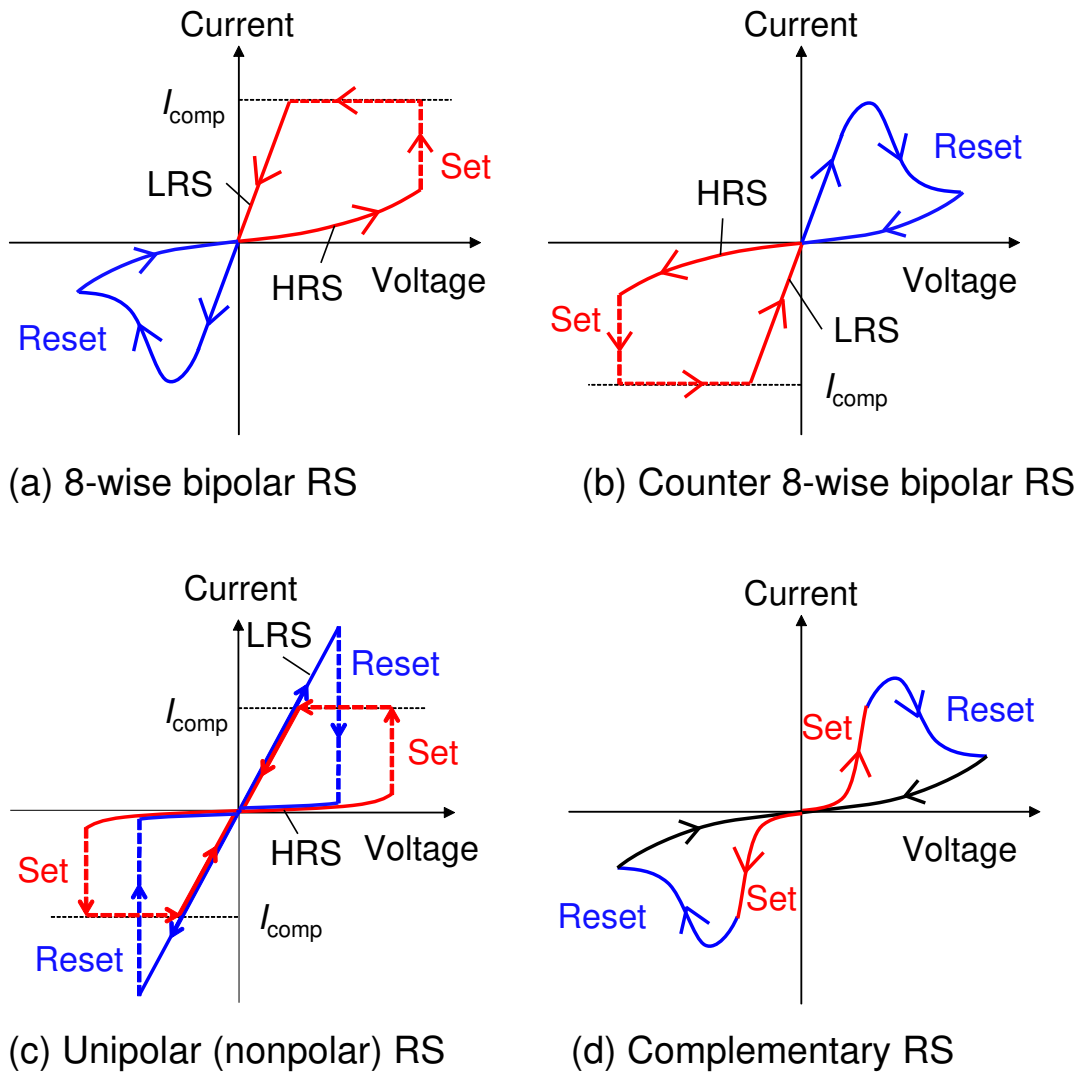 Current
I_comp
Set
LRS
HRS
Voltage
Reset
(a) 8-wise bipolar RS
Current
Reset
HRS
Voltage
Set
LRS
I_comp
(b) Counter 8-wise bipolar RS
Current
LRS
Reset
I_comp
Set
HRS
Voltage
Set
I_comp
Reset
(c) Unipolar (nonpolar) RS
Current
Set
Reset
Voltage
Set
Reset
(d) Complementary RS